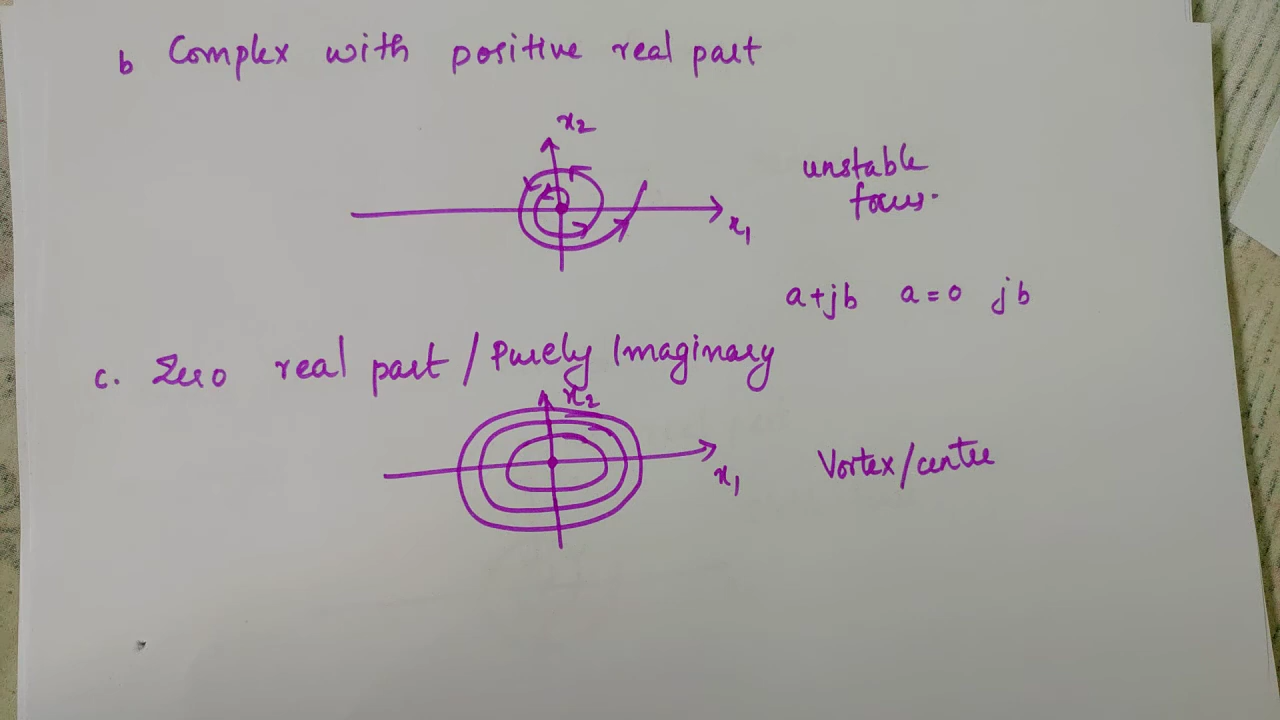 b Complex with positive real part
x2
unstable
focus.
x1
a+jb a=0 jb
c. Zero real part / Purely Imaginary
x2
x1
Vortex/centre